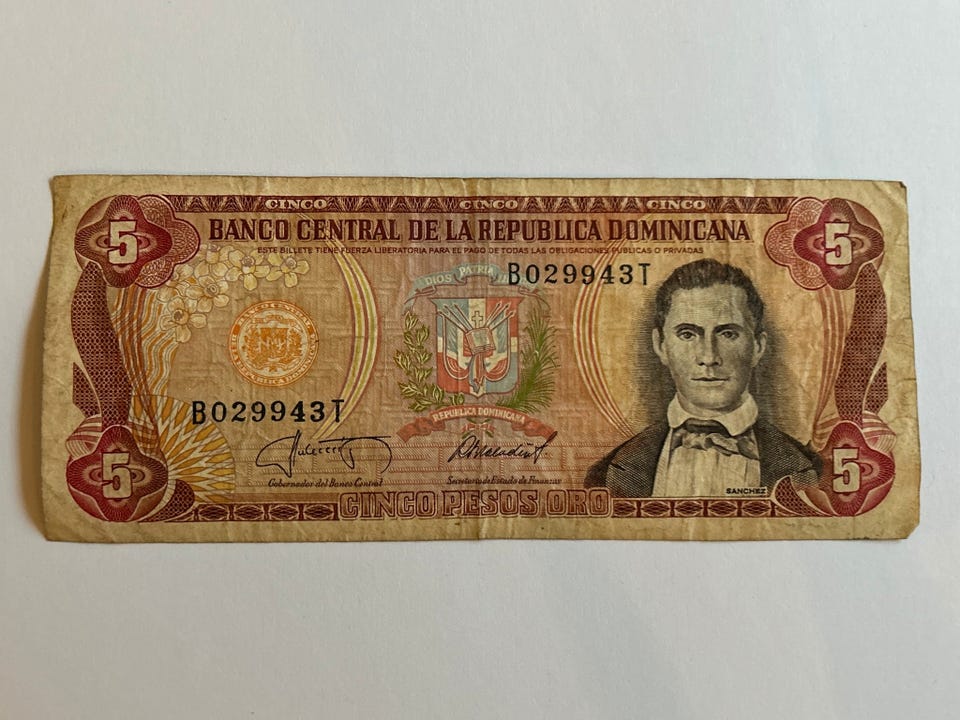 CINCO CINCO CINCO
5 5
BANCO CENTRAL DE LA REPUBLICA DOMINICANA
ESTE BILLETE TIENE FUERZA LIBERATORIA PARA EL PAGO DE TODAS LAS OBLIGACIONES PUBLICAS O PRIVADAS
DIOS PATRIA
B029943T
B029943T
REPUBLICA DOMINICANA
Gobernador del Banco Central
Secretario de Estado de Finanzas
SANCHEZ
5 5
CINCO PESOS ORO